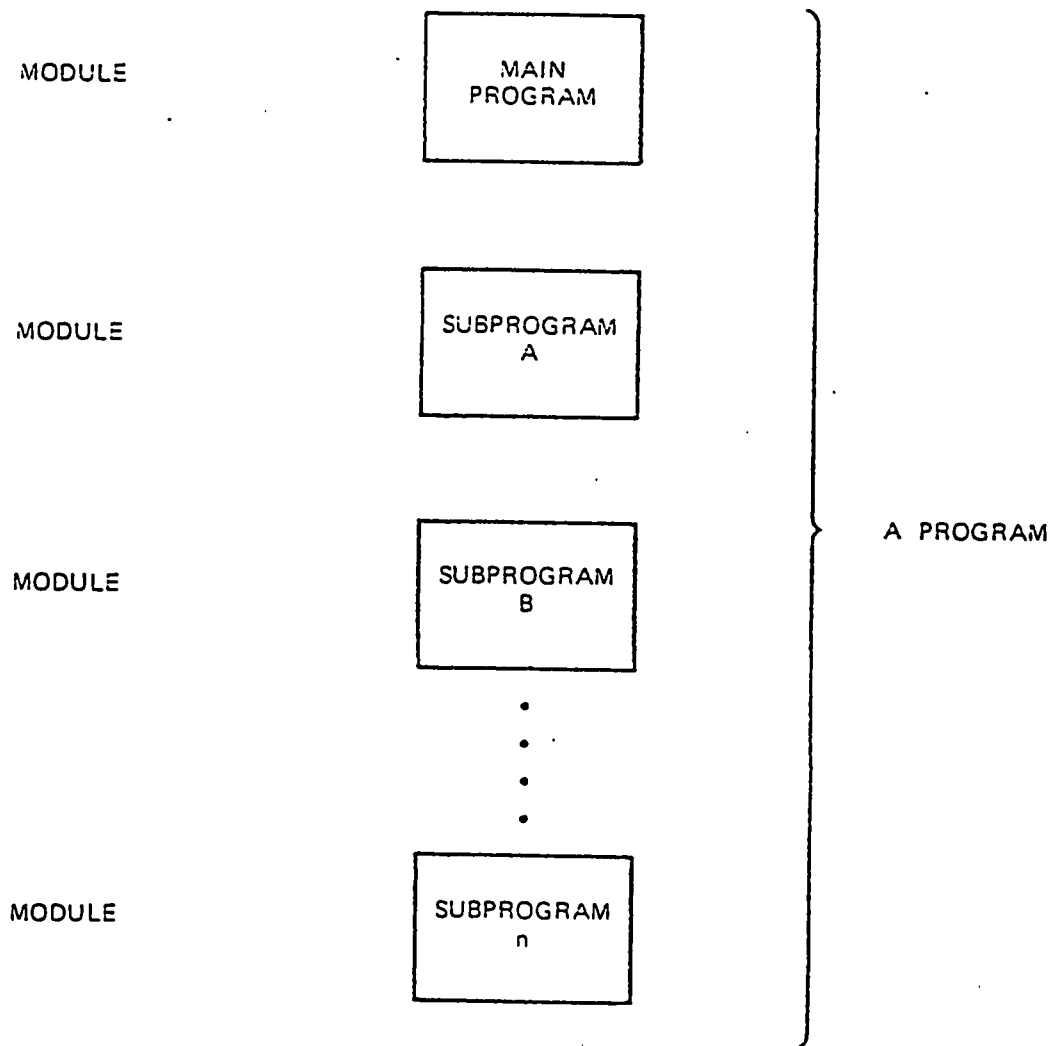 MODULE
MAIN
PROGRAM
MODULE
SUBPROGRAM
A
MODULE
SUBPROGRAM
B
A PROGRAM
MODULE
SUBPROGRAM
n